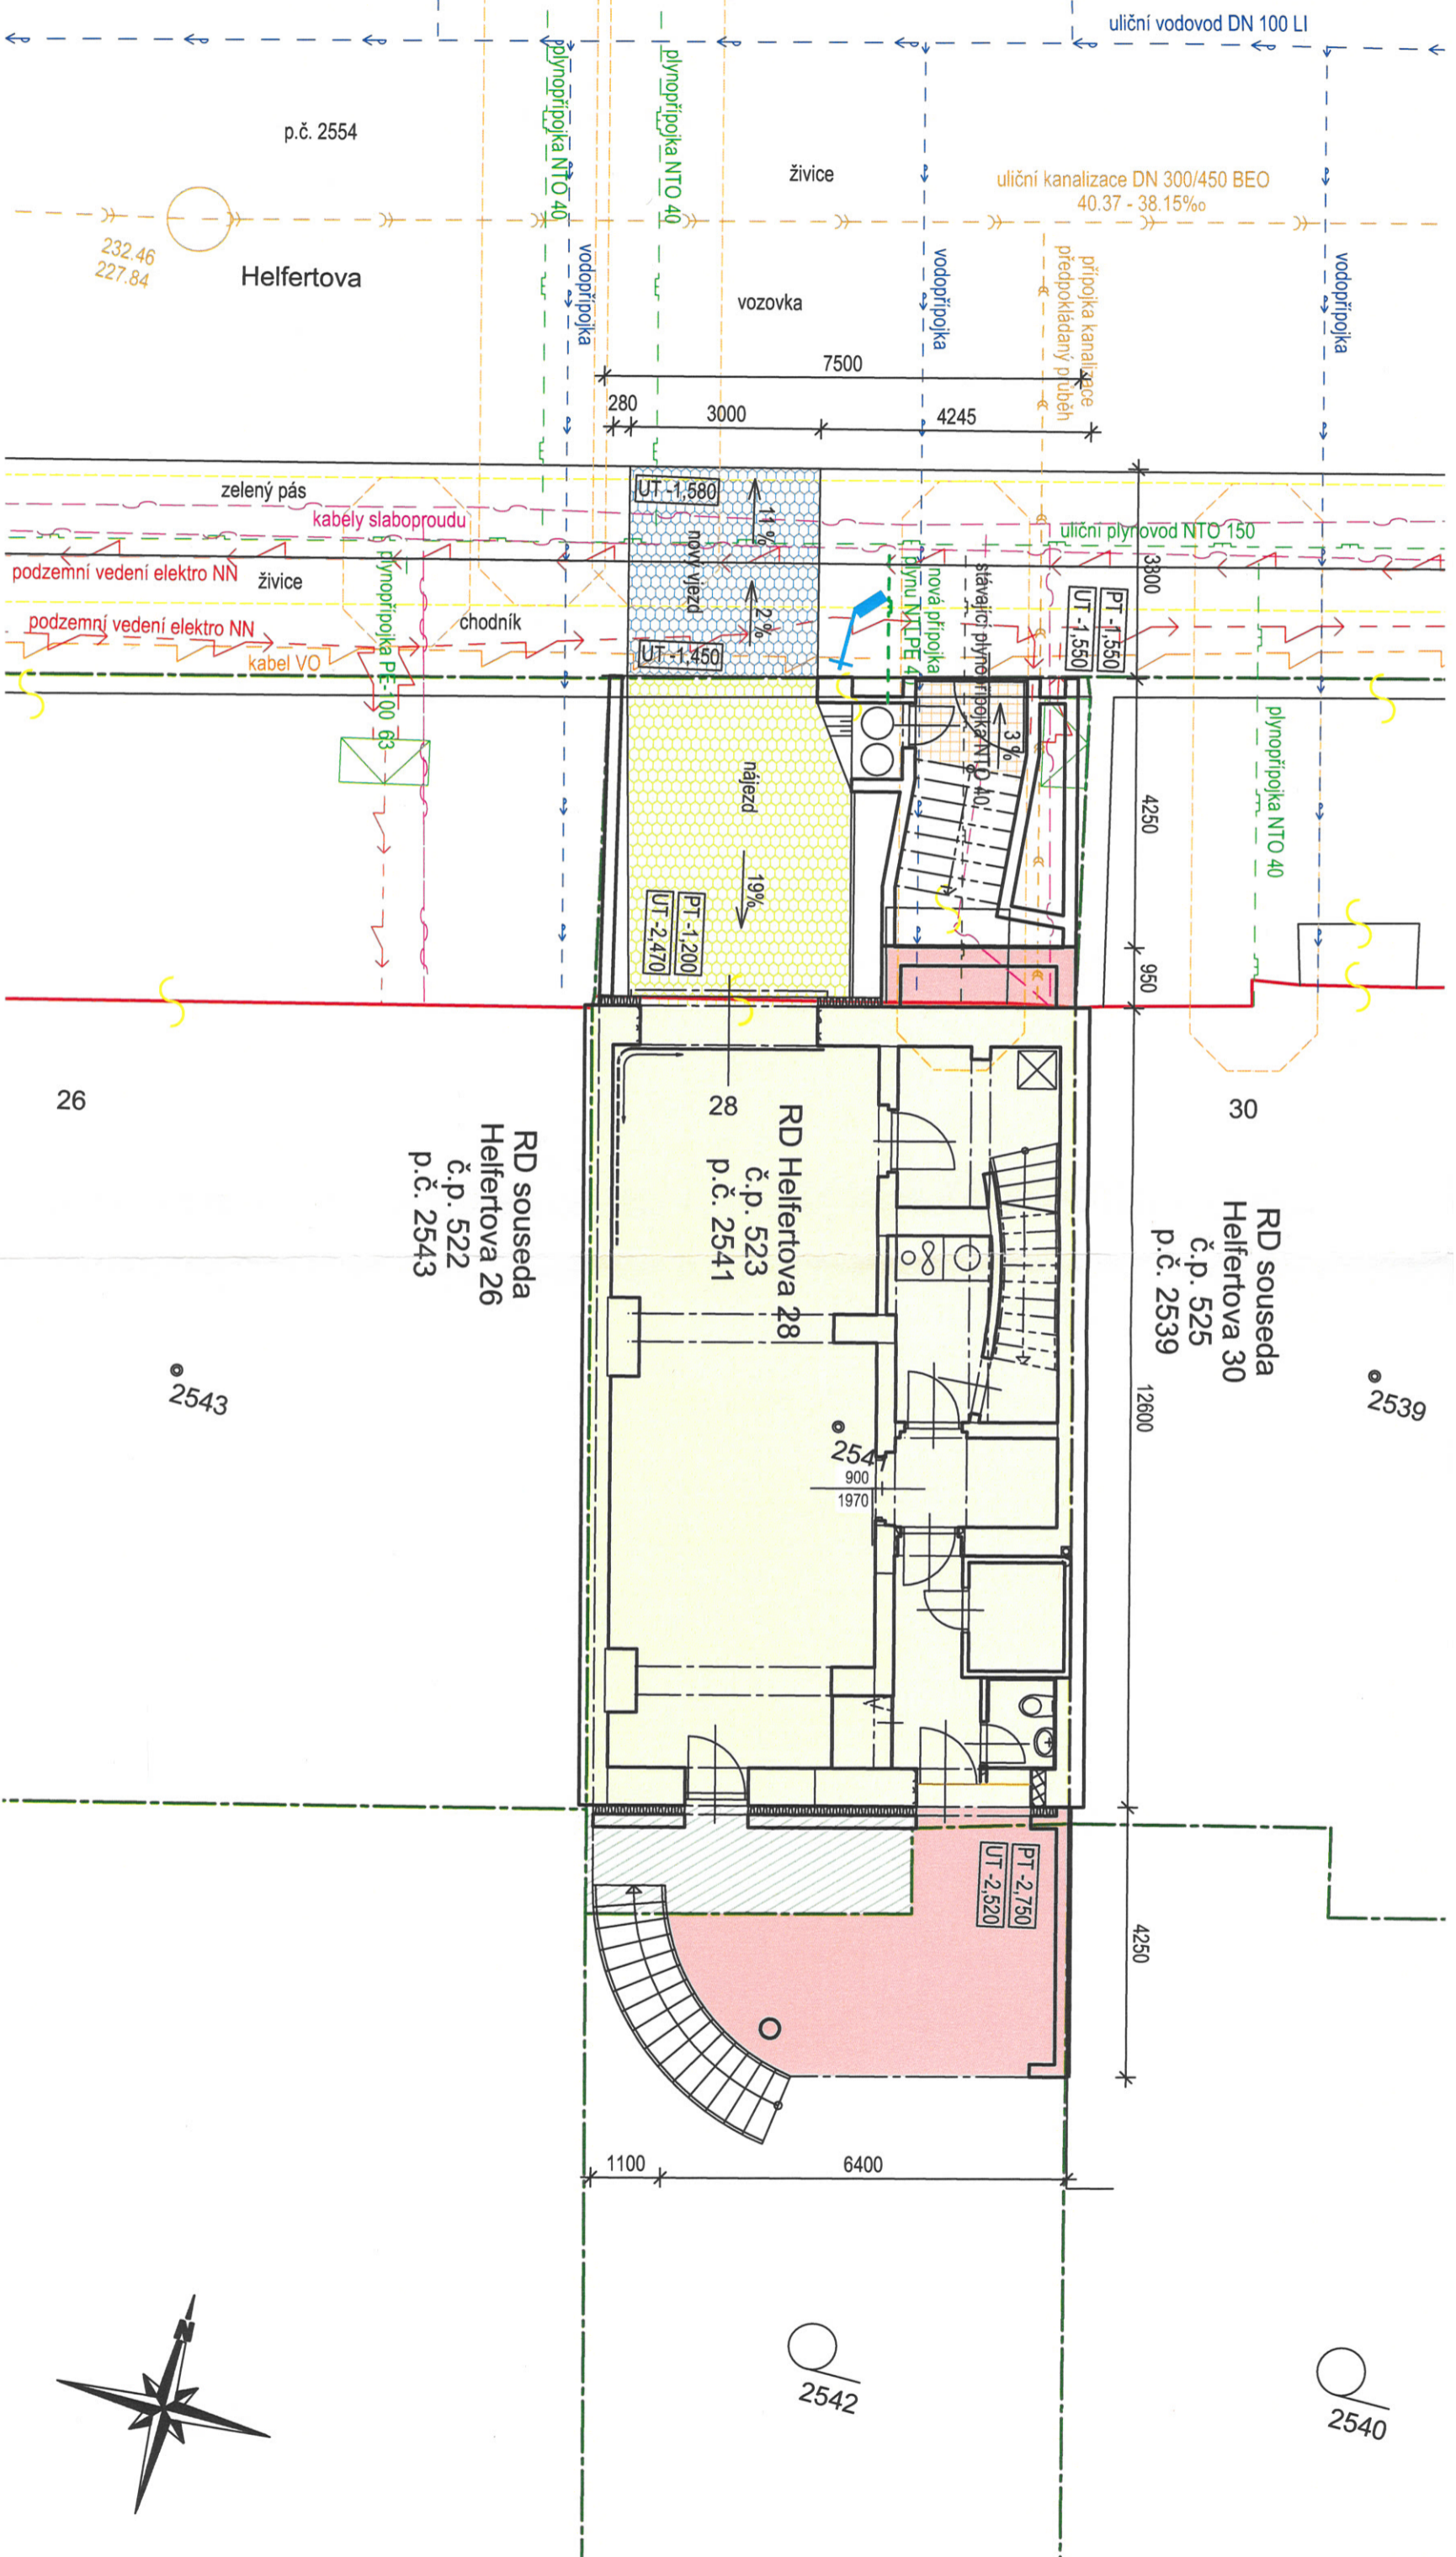 uliční vodovod DN 100 LI
plynopřípojka NTO 40
plynopřípojka NTO 40
p.č. 2554
živice
uliční kanalizace DN 300/450 BEO
40.37 - 38.15‰
232.46
227.84
Helfertova
vodopřípojka
vozovka
vodopřípojka
přípojka kanalizace
předpokládaný průběh
vodopřípojka
7500
280
3000
4245
zelený pás
UT -1,580
11%
kabely slaboproudu
uliční plynovod NTO 150
3800
podzemní vedení elektro NN
živice
nový vjezd
2%
plynopřípojka PE-100 63
nová přípojka
plynu NTL PE 4
stávající plynopřípojka NTO 40
PT -1,550
UT -1,550
podzemní vedení elektro NN
chodník
kabel VO
UT -1,450
3%
plynopřípojka NTO 40
nájezd
19%
4250
PT -1,200
UT -2,470
950
26
28
30
RD souseda
Helfertova 26
č.p. 522
p.č. 2543
RD Helfertova 28
č.p. 523
p.č. 2541
RD souseda
Helfertova 30
č.p. 525
p.č. 2539
2543
2539
12600
2541
900
1970
PT -2,750
UT -2,520
4250
1100
6400
N
2542
2540